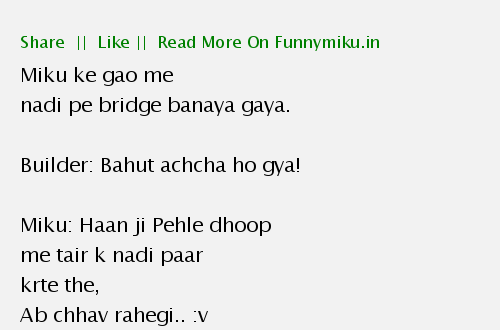 Share || Like || Read More On Funnymiku.in
Miku ke gao me
nadi pe bridge banaya gaya.
Builder: Bahut achcha ho gya!
Miku: Haan ji Pehle dhoop
me tair k nadi paar
krte the,
Ab chhav rahegi.. :v